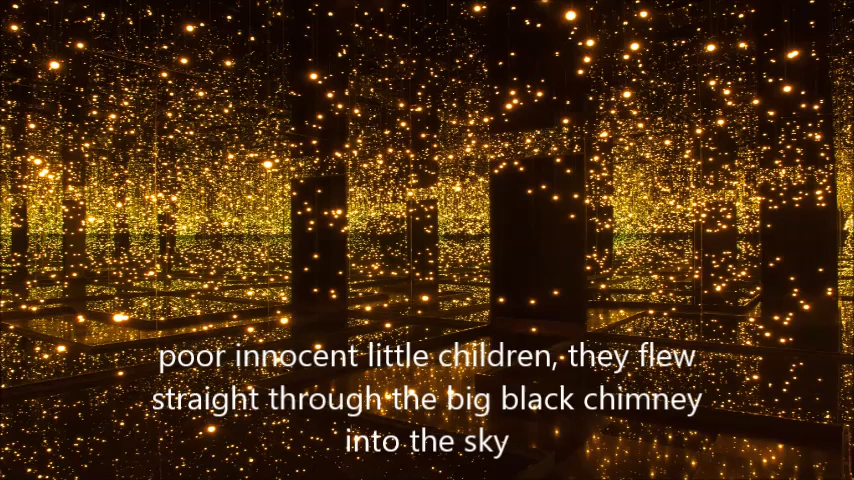 poor innocent little children, they flew
straight through the big black chimney
into the sky